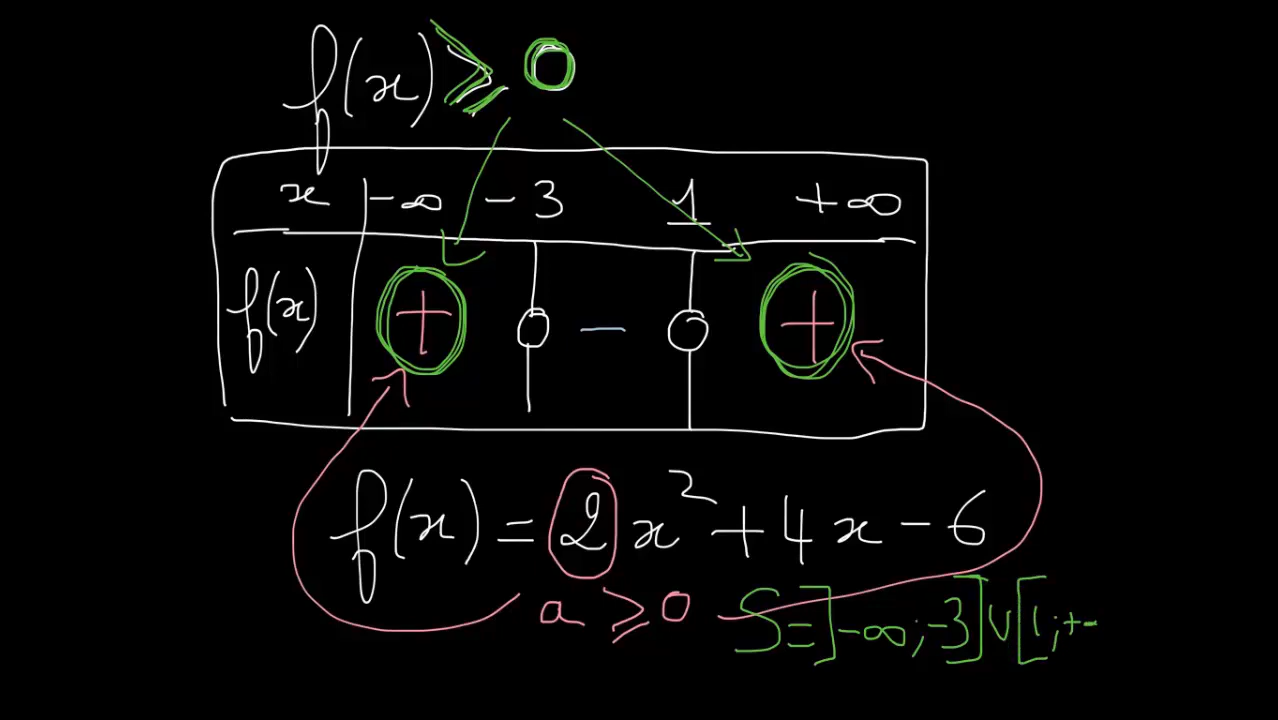 f(x) ⩾ 0
x -∞ -3 1 +∞
f(x) + 0 - 0 +
f(x) = 2x² + 4x - 6
a ⩾ 0
S = ]-∞; -3] ∪ [1; +